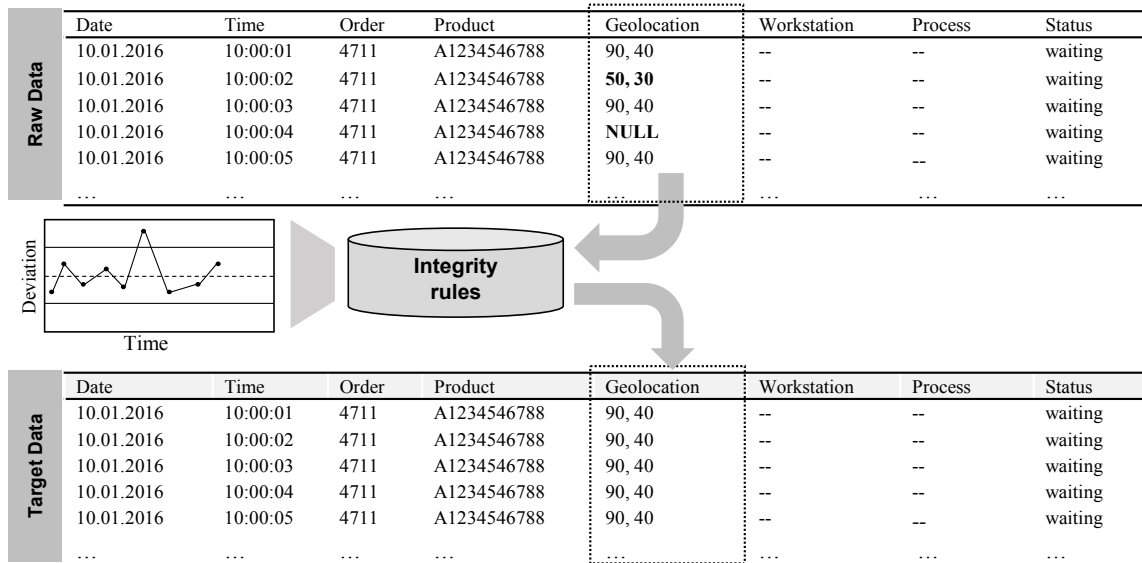 Raw Data
Date Time Order Product Geolocation Workstation Process Status
10.01.2016 10:00:01 4711 A1234546788 90, 40 -- -- waiting
10.01.2016 10:00:02 4711 A1234546788 50, 30 -- -- waiting
10.01.2016 10:00:03 4711 A1234546788 90, 40 -- -- waiting
10.01.2016 10:00:04 4711 A1234546788 NULL -- -- waiting
10.01.2016 10:00:05 4711 A1234546788 90, 40 -- -- waiting
… … … … … … … …
Deviation
Time
Integrity
rules
Target Data
Date Time Order Product Geolocation Workstation Process Status
10.01.2016 10:00:01 4711 A1234546788 90, 40 -- -- waiting
10.01.2016 10:00:02 4711 A1234546788 90, 40 -- -- waiting
10.01.2016 10:00:03 4711 A1234546788 90, 40 -- -- waiting
10.01.2016 10:00:04 4711 A1234546788 90, 40 -- -- waiting
10.01.2016 10:00:05 4711 A1234546788 90, 40 -- -- waiting
… … … … … … … …